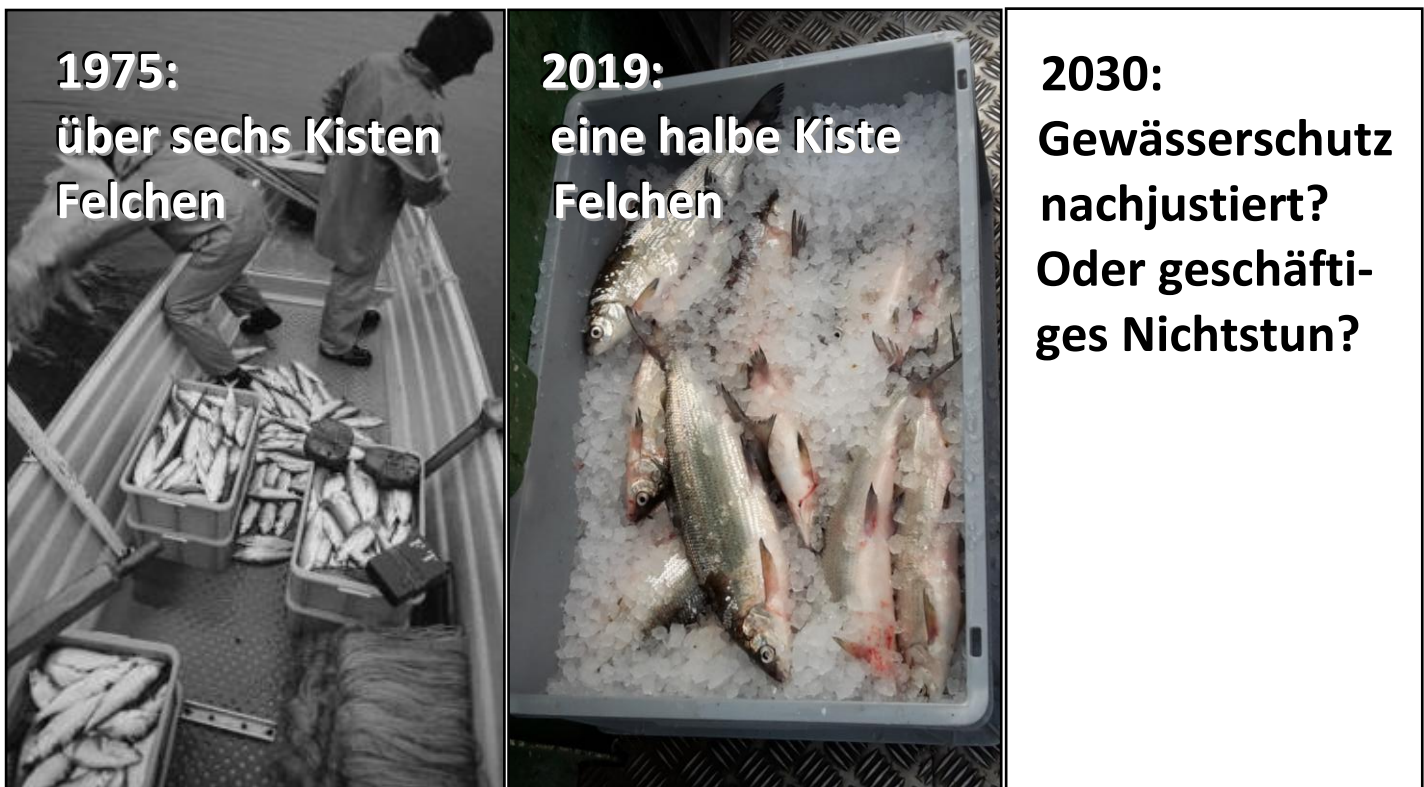 1975:
über sechs Kisten
Felchen
2019:
eine halbe Kiste
Felchen
2030:
Gewässerschutz
nachjustiert?
Oder geschäfti-
ges Nichtstun?